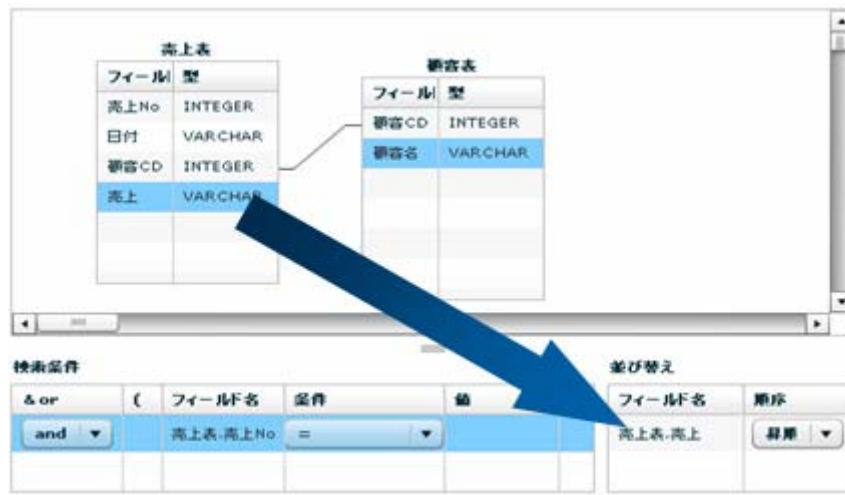 売上表
フィール 型
売上No INTEGER
日付 VARCHAR
顧客CD INTEGER
売上 VARCHAR
顧客表
フィール 型
顧客CD INTEGER
顧客名 VARCHAR
検索条件
& or ( フィールド名 条件 値
and 売上表.売上No =
並び替え
フィールド名 順序
売上表.売上 昇順